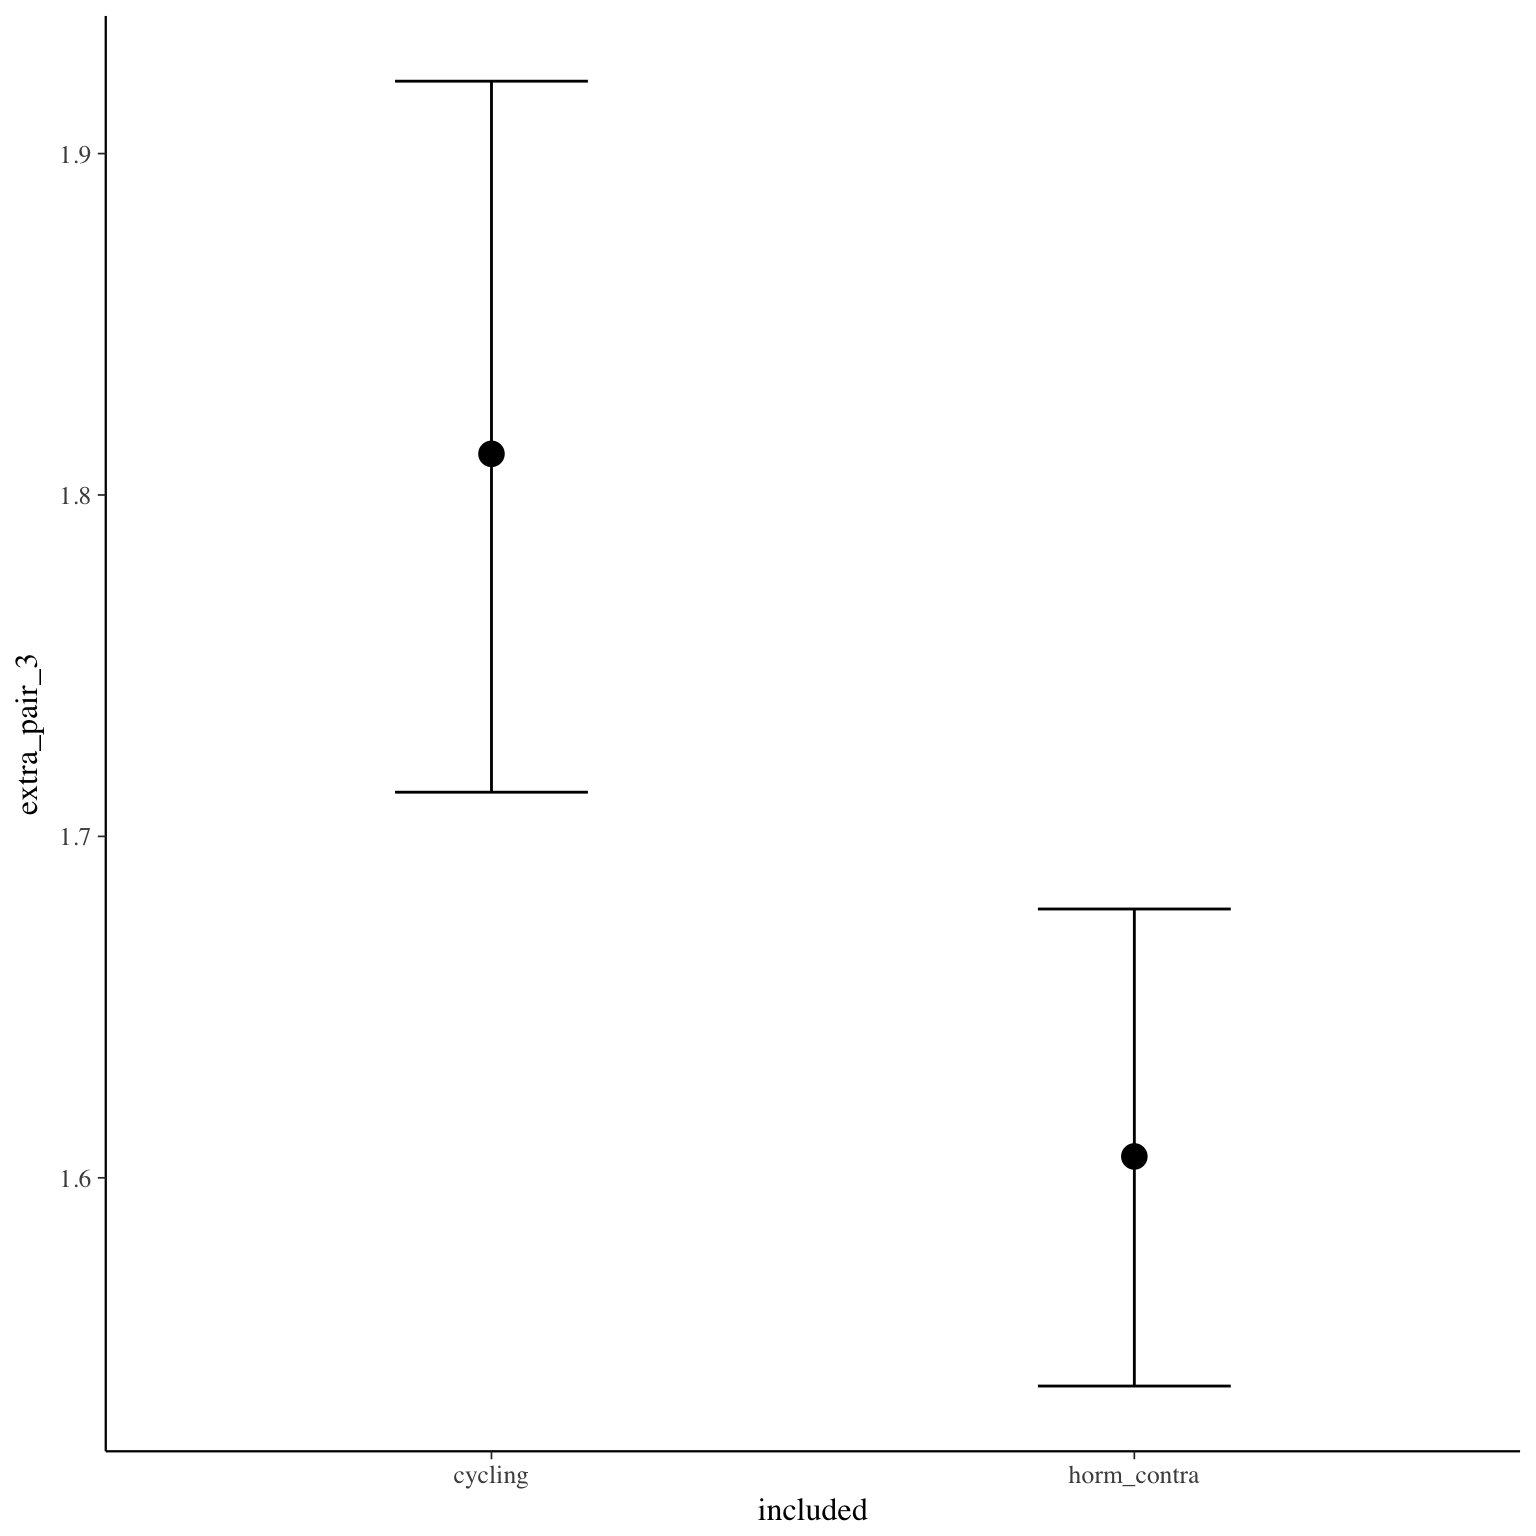 extra_pair_3
1.9
1.8
1.7
1.6
cycling
horm_contra
included